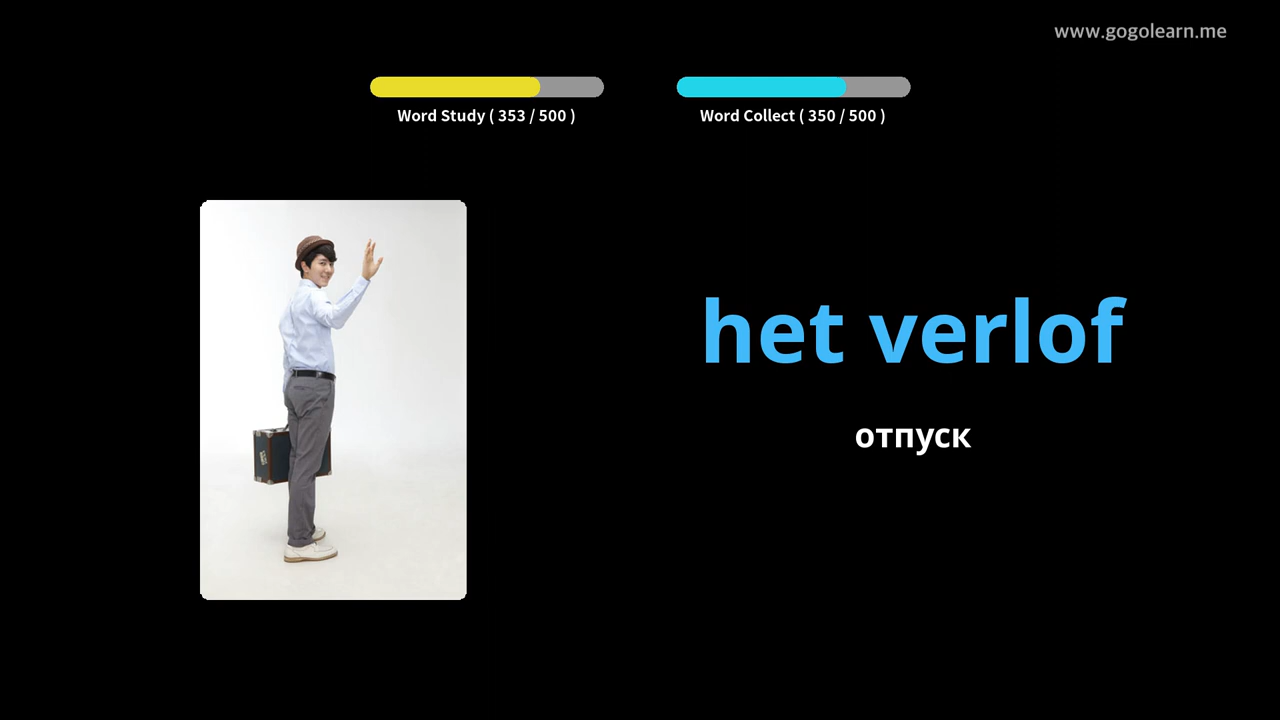 www.gogolearn.me
Word Study ( 353 / 500 )
Word Collect ( 350 / 500 )
het verlof
отпуск